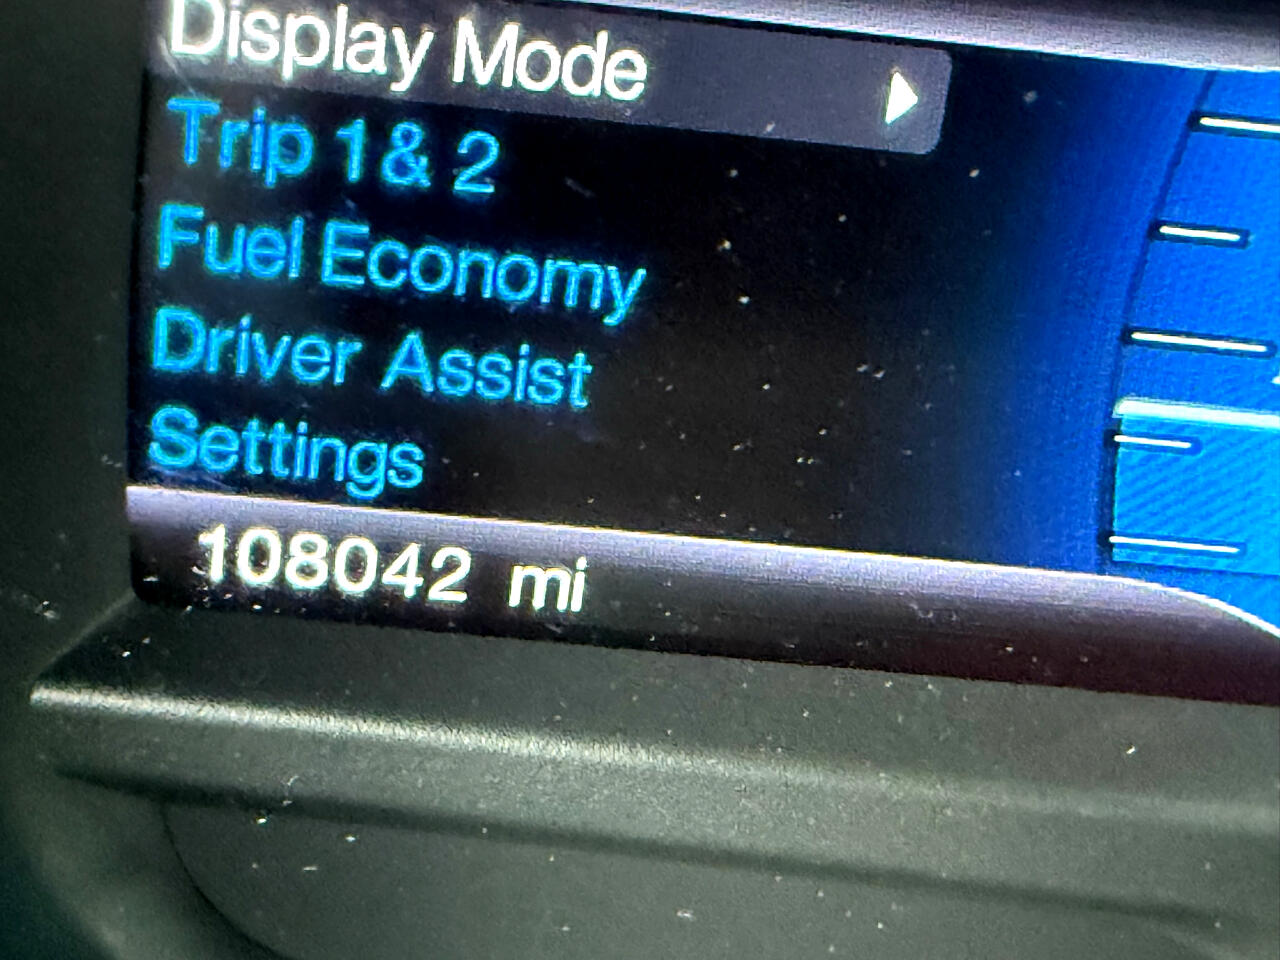 Display Mode
Trip 1 & 2
Fuel Economy
Driver Assist
Settings
108042 mi